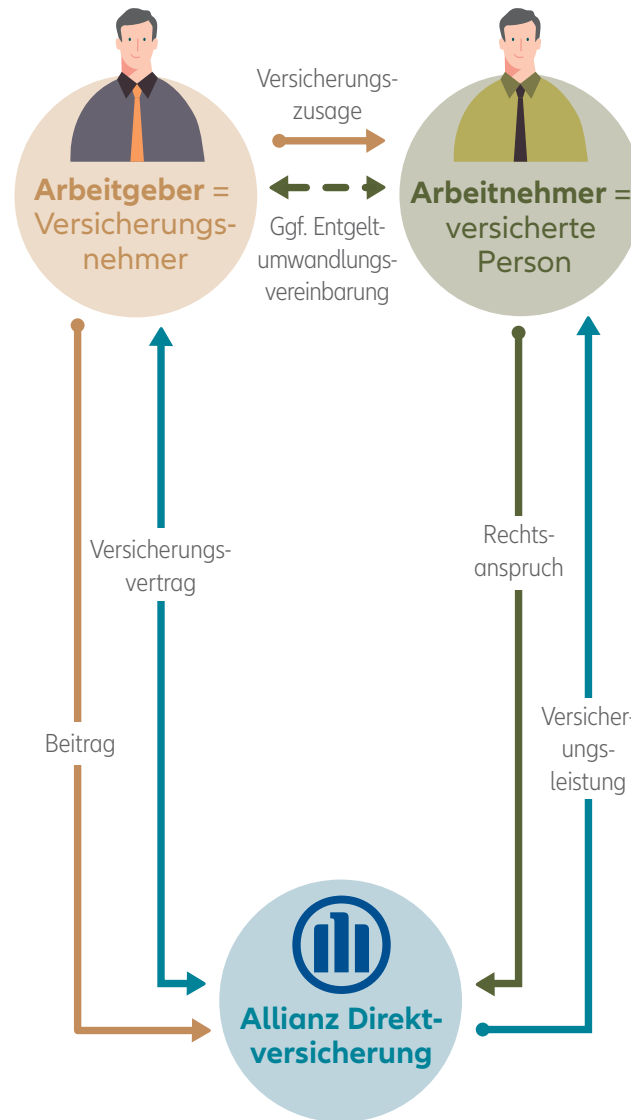 Versicherungs-
zusage
Arbeitgeber =
Versicherungs-
nehmer
Ggf. Entgelt-
umwandlungs-
vereinbarung
Arbeitnehmer =
versicherte
Person
Versicherungs-
vertrag
Rechts-
anspruch
Beitrag
Versicher-
ungs-
leistung
Allianz Direkt-
versicherung